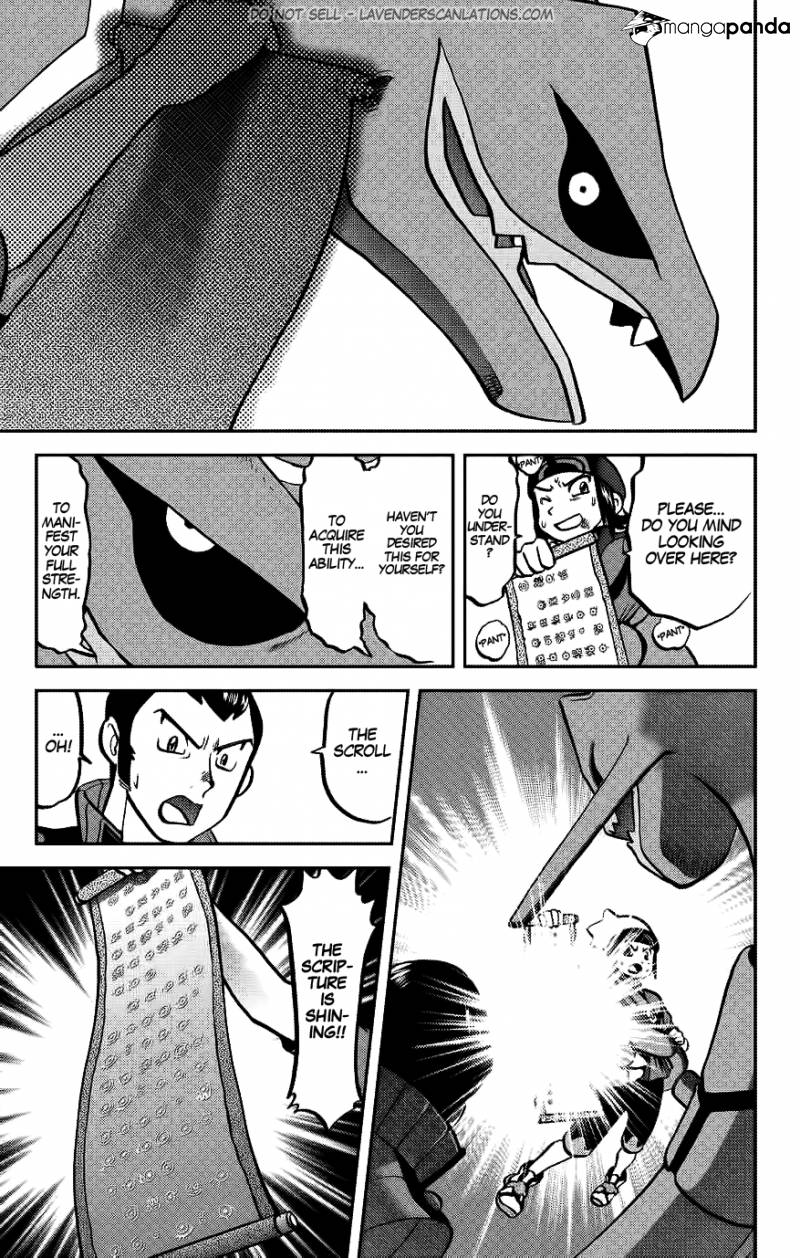 DO NOT SELL - LAVENDERSCANLATIONS.COM
mangapanda
PLEASE...
DO YOU MIND
LOOKING
OVER HERE?
*PANT*
*PANT*
*PANT*
DO
YOU
UNDER-
STAND
?
HAVEN'T
YOU
DESIRED
THIS FOR
YOURSELF?
TO
ACQUIRE
THIS
ABILITY...
TO
MANI-
FEST
YOUR
FULL
STRE-
NGTH.
THE
SCROLL
...
...
OH!
THE
SCRIP-
TURE
IS
SHIN-
ING!!